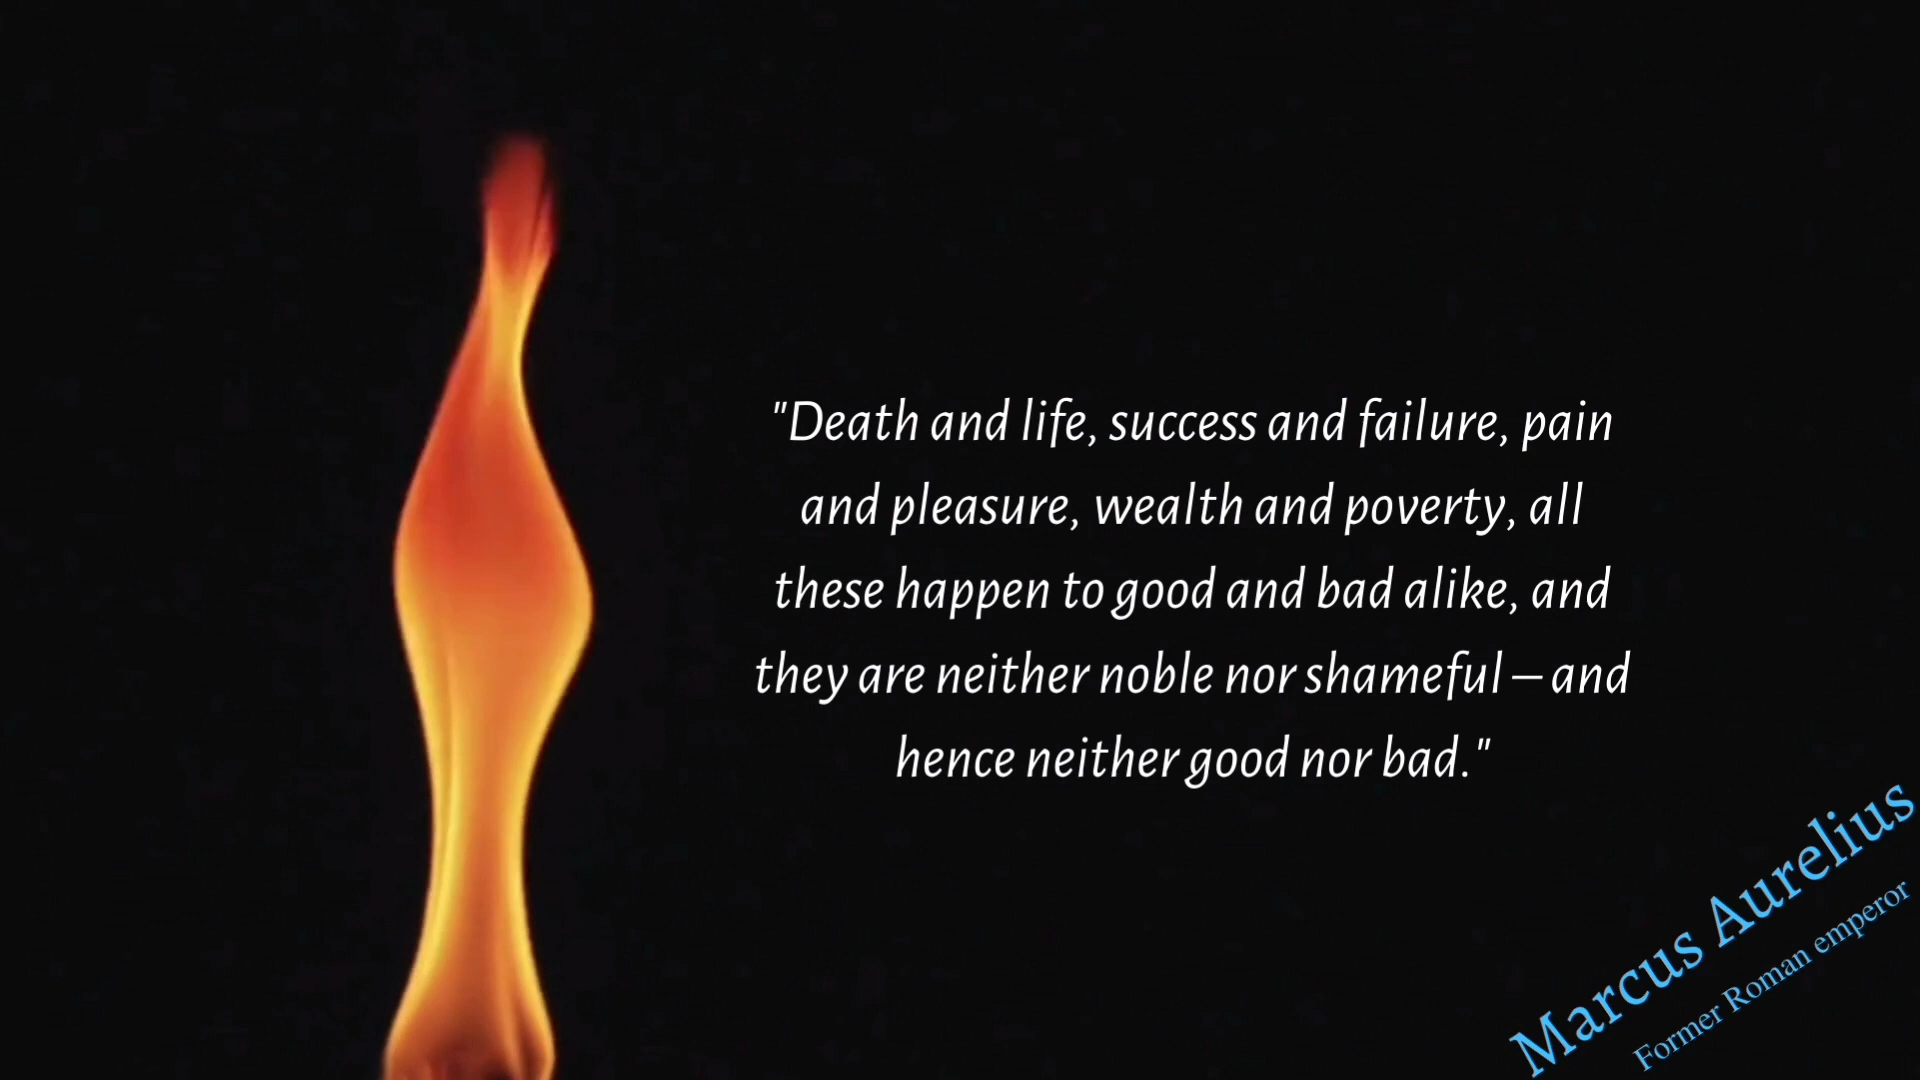 "Death and life, success and failure, pain
and pleasure, wealth and poverty, all
these happen to good and bad alike, and
they are neither noble nor shameful – and
hence neither good nor bad."
Marcus Aurelius
Former Roman emperor